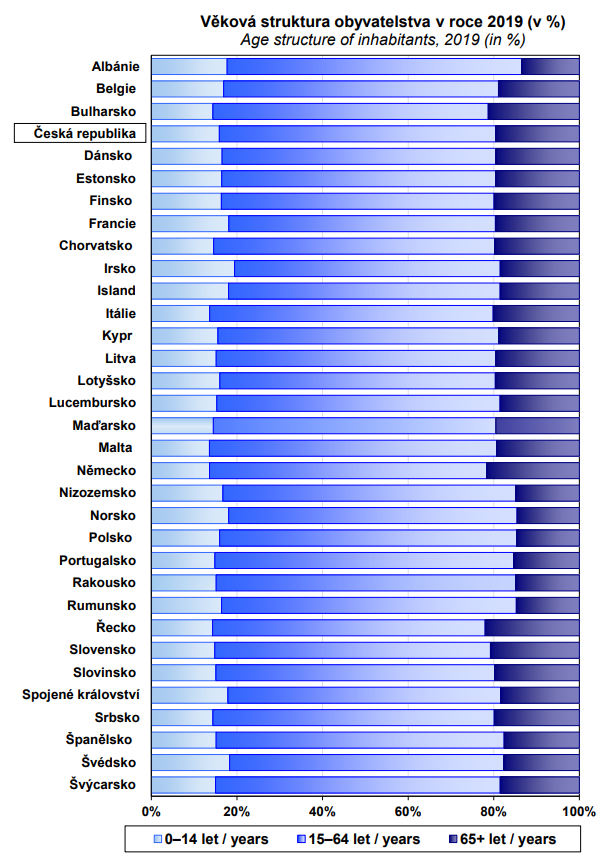 Věková struktura obyvatelstva v roce 2019 (v %)
Age structure of inhabitants, 2019 (in %)
Albánie
Belgie
Bulharsko
Česká republika
Dánsko
Estonsko
Finsko
Francie
Chorvatsko
Irsko
Island
Itálie
Kypr
Litva
Lotyšsko
Lucembursko
Maďarsko
Malta
Německo
Nizozemsko
Norsko
Polsko
Portugalsko
Rakousko
Rumunsko
Řecko
Slovensko
Slovinsko
Spojené království
Srbsko
Španělsko
Švédsko
Švýcarsko
0% 20% 40% 60% 80% 100%
0–14 let / years 15–64 let / years 65+ let / years